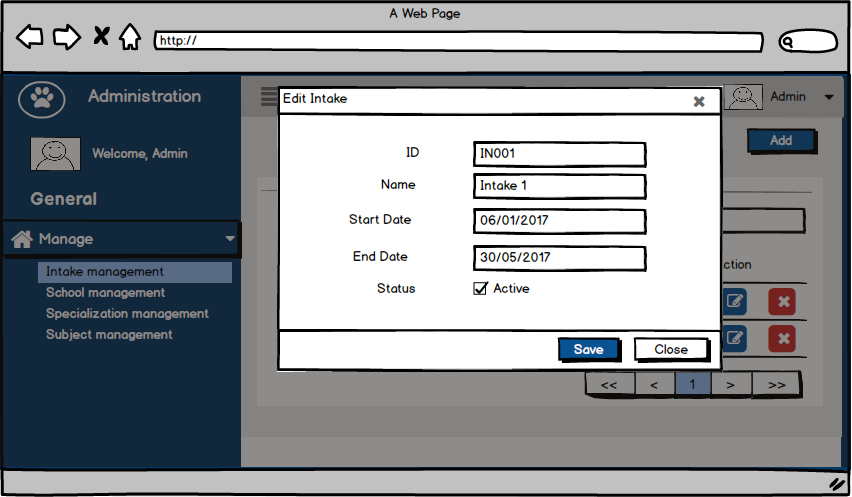 A Web Page
http://
Administration
Edit Intake
Admin
Welcome, Admin
Add
ID
IN001
Name
Intake 1
General
Start Date
06/01/2017
Manage
End Date
30/05/2017
ction
Intake management
Status
Active
School management
Specialization management
Subject management
Save
Close
<< < 1 > >>